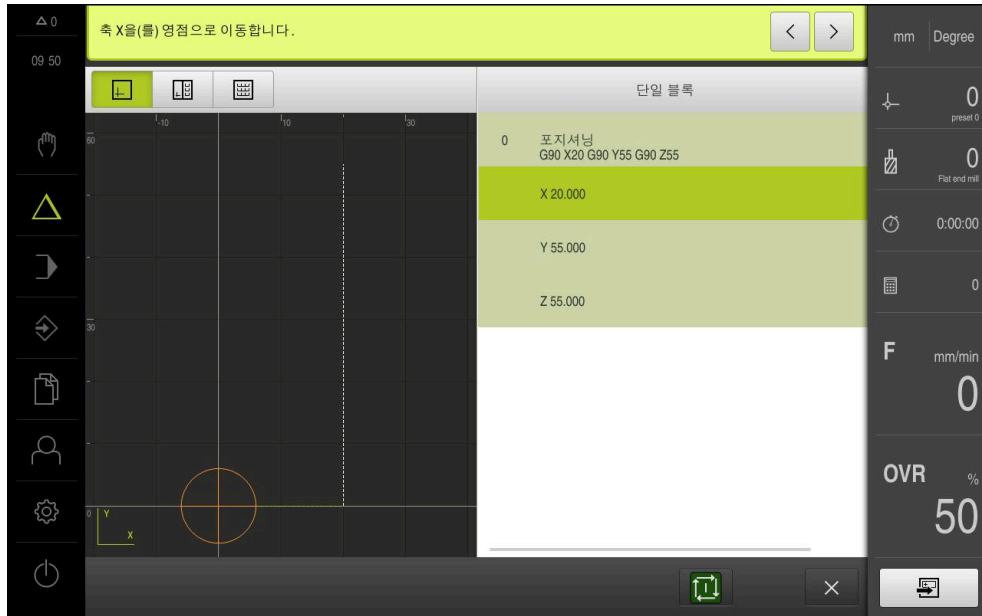 0
09 50
축 X을(를) 영점으로 이동합니다.
mm
Degree
단일 블록
-10
10
30
60
30
0
Y
X
0 포지셔닝
G90 X20 G90 Y55 G90 Z55
X 20.000
Y 55.000
Z 55.000
0
preset 0
0
Flat end mill
0:00:00
0
F mm/min
0
OVR %
50